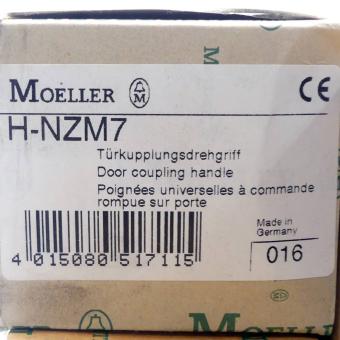 MOELLER
CE
H-NZM7
Türkupplungsdrehgriff
Door coupling handle
Poignées universelles à commande
rompue sur porte
Made in
Germany
016
4 015080 517115
MOELLER